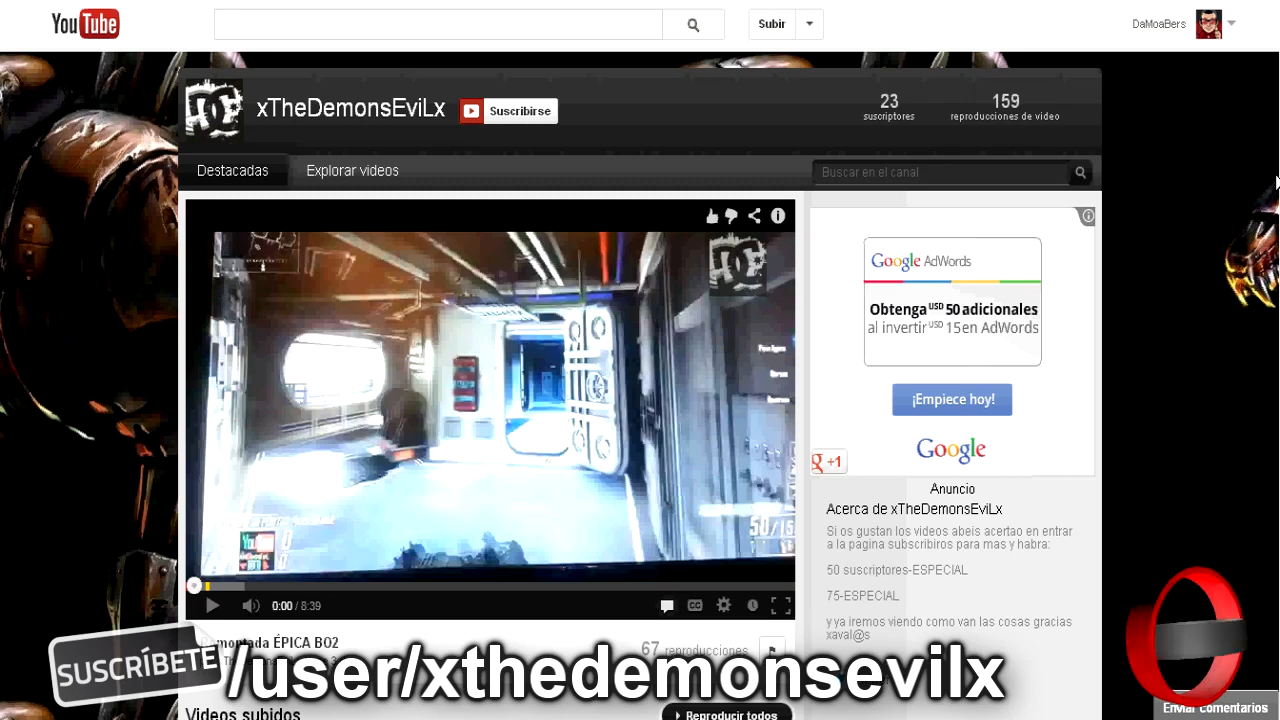 YouTube
Subir
DaMoaBers
xTheDemonsEviLx
Suscribirse
23
suscriptores
159
reproducciones de vídeo
Destacadas
Explorar videos
Buscar en el canal
Google AdWords
Obtenga USD 50 adicionales
al invertir USD 15 en AdWords
¡Empiece hoy!
Google
+1
Anuncio
Acerca de xTheDemonsEviLx
Si os gustan los videos abeis acertao en entrar
a la pagina subscribiros para mas y habra:
50 suscriptores-ESPECIAL
75-ESPECIAL
y ya iremos viendo como van las cosas gracias
xaval@s
0:00 / 8:39
ÉPICA BO2
67 reproducciones
SUSCRÍBETE
/user/xthedemonsevilx
Videos subidos
Reproducir todos
Enviar comentarios